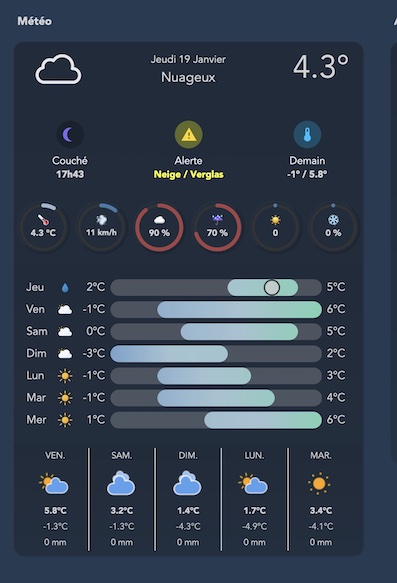 Météo
Jeudi 19 Janvier
Nuageux
4.3°
Couché
17h43
Alerte
Neige / Verglas
Demain
-1° / 5.8°
4.3 °C
11 km/h
90 %
70 %
0
0 %
Jeu 2°C 5°C
Ven -1°C 6°C
Sam 0°C 5°C
Dim -3°C 2°C
Lun -1°C 3°C
Mar -1°C 4°C
Mer 1°C 6°C
VEN. SAM. DIM. LUN. MAR.
5.8°C 3.2°C 1.4°C 1.7°C 3.4°C
-1.3°C -1.3°C -4.3°C -4.9°C -4.1°C
0 mm 0 mm 0 mm 0 mm 0 mm